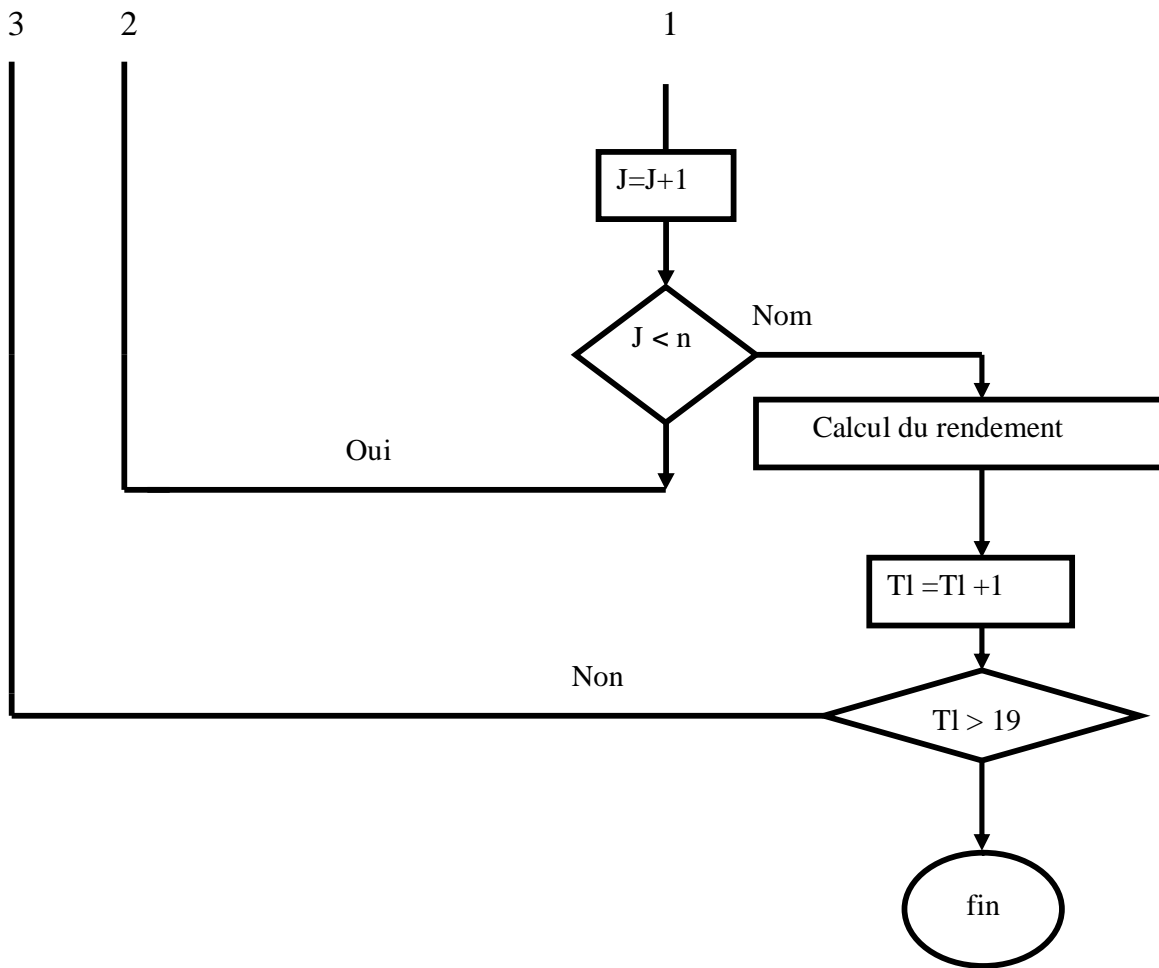 3
2
1
J=J+1
J < n
Nom
Oui
Calcul du rendement
Tl =Tl +1
Non
Tl > 19
fin